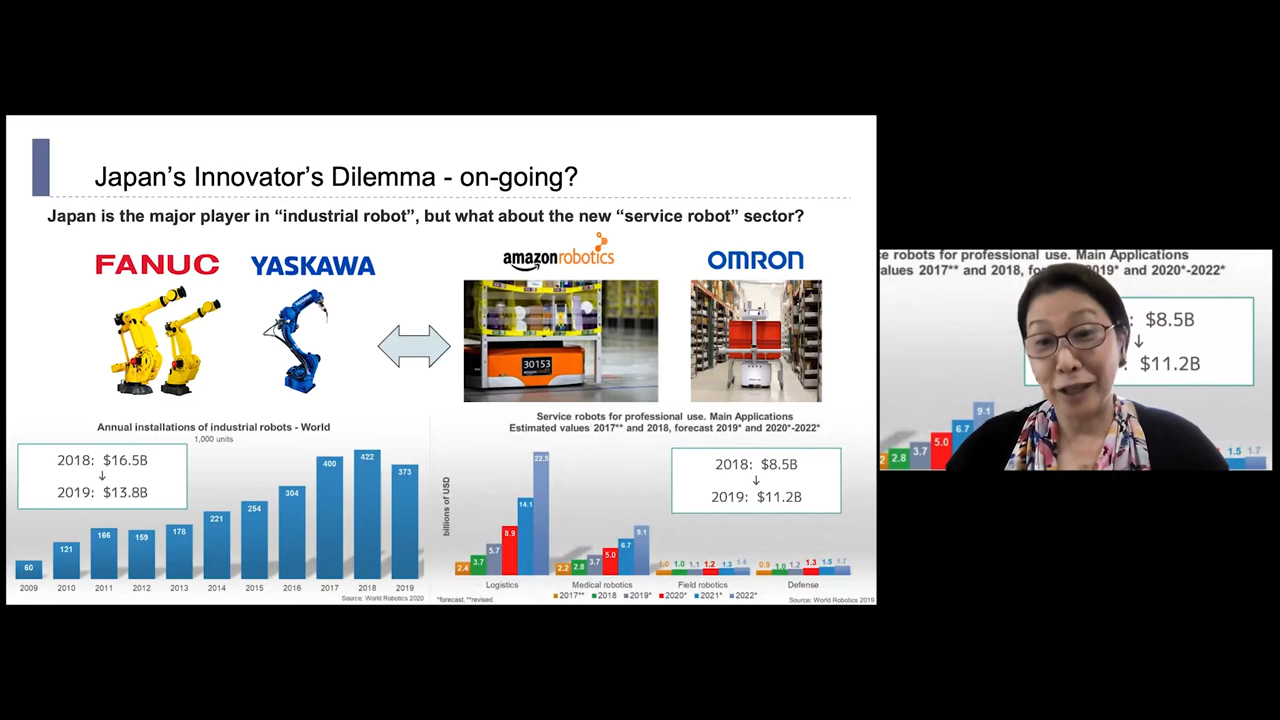 Japan's Innovator's Dilemma - on-going?
Japan is the major player in "industrial robot", but what about the new "service robot" sector?
FANUC
YASKAWA
amazonrobotics
OMRON
30153
Annual installations of industrial robots - World
1,000 units
2018: $16.5B
↓
2019: $13.8B
60
121
166
159
178
221
254
304
400
422
373
2009 2010 2011 2012 2013 2014 2015 2016 2017 2018 2019
Source: World Robotics 2020
Service robots for professional use. Main Applications
Estimated values 2017** and 2018, forecast 2019* and 2020*-2022*
2018: $8.5B
↓
2019: $11.2B
billions of USD
2.4 3.7 5.7 8.9 14.1 22.5
2.2 2.8 3.7 5.0 6.7 9.1
1.0 1.0 1.1 1.2 1.3 1.4
0.9 1.0 1.2 1.3 1.5 1.7
Logistics Medical robotics Field robotics Defense
2017** 2018 2019* 2020* 2021* 2022*
*forecast, **revised
Source: World Robotics 2019
ce robots for professional use. Main Applications
alues 2017** and 2018, 2019* and 2020*-2022*
: $8.5B
↓
: $11.2B
2 2.8 3.7 5.0 6.7 9.1
1.5 1.7